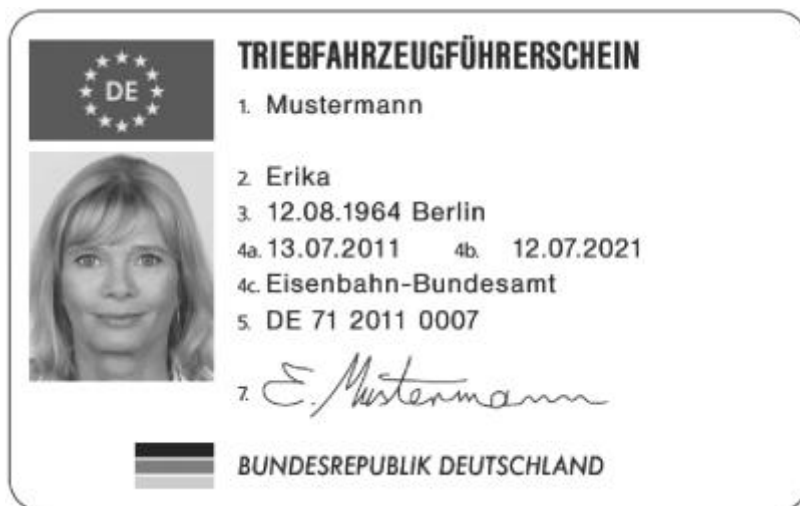 DE
TRIEBFAHRZEUGFÜHRERSCHEIN
1. Mustermann
2. Erika
3. 12.08.1964 Berlin
4a. 13.07.2011 4b. 12.07.2021
4c. Eisenbahn-Bundesamt
5. DE 71 2011 0007
7. E. Mustermann
BUNDESREPUBLIK DEUTSCHLAND